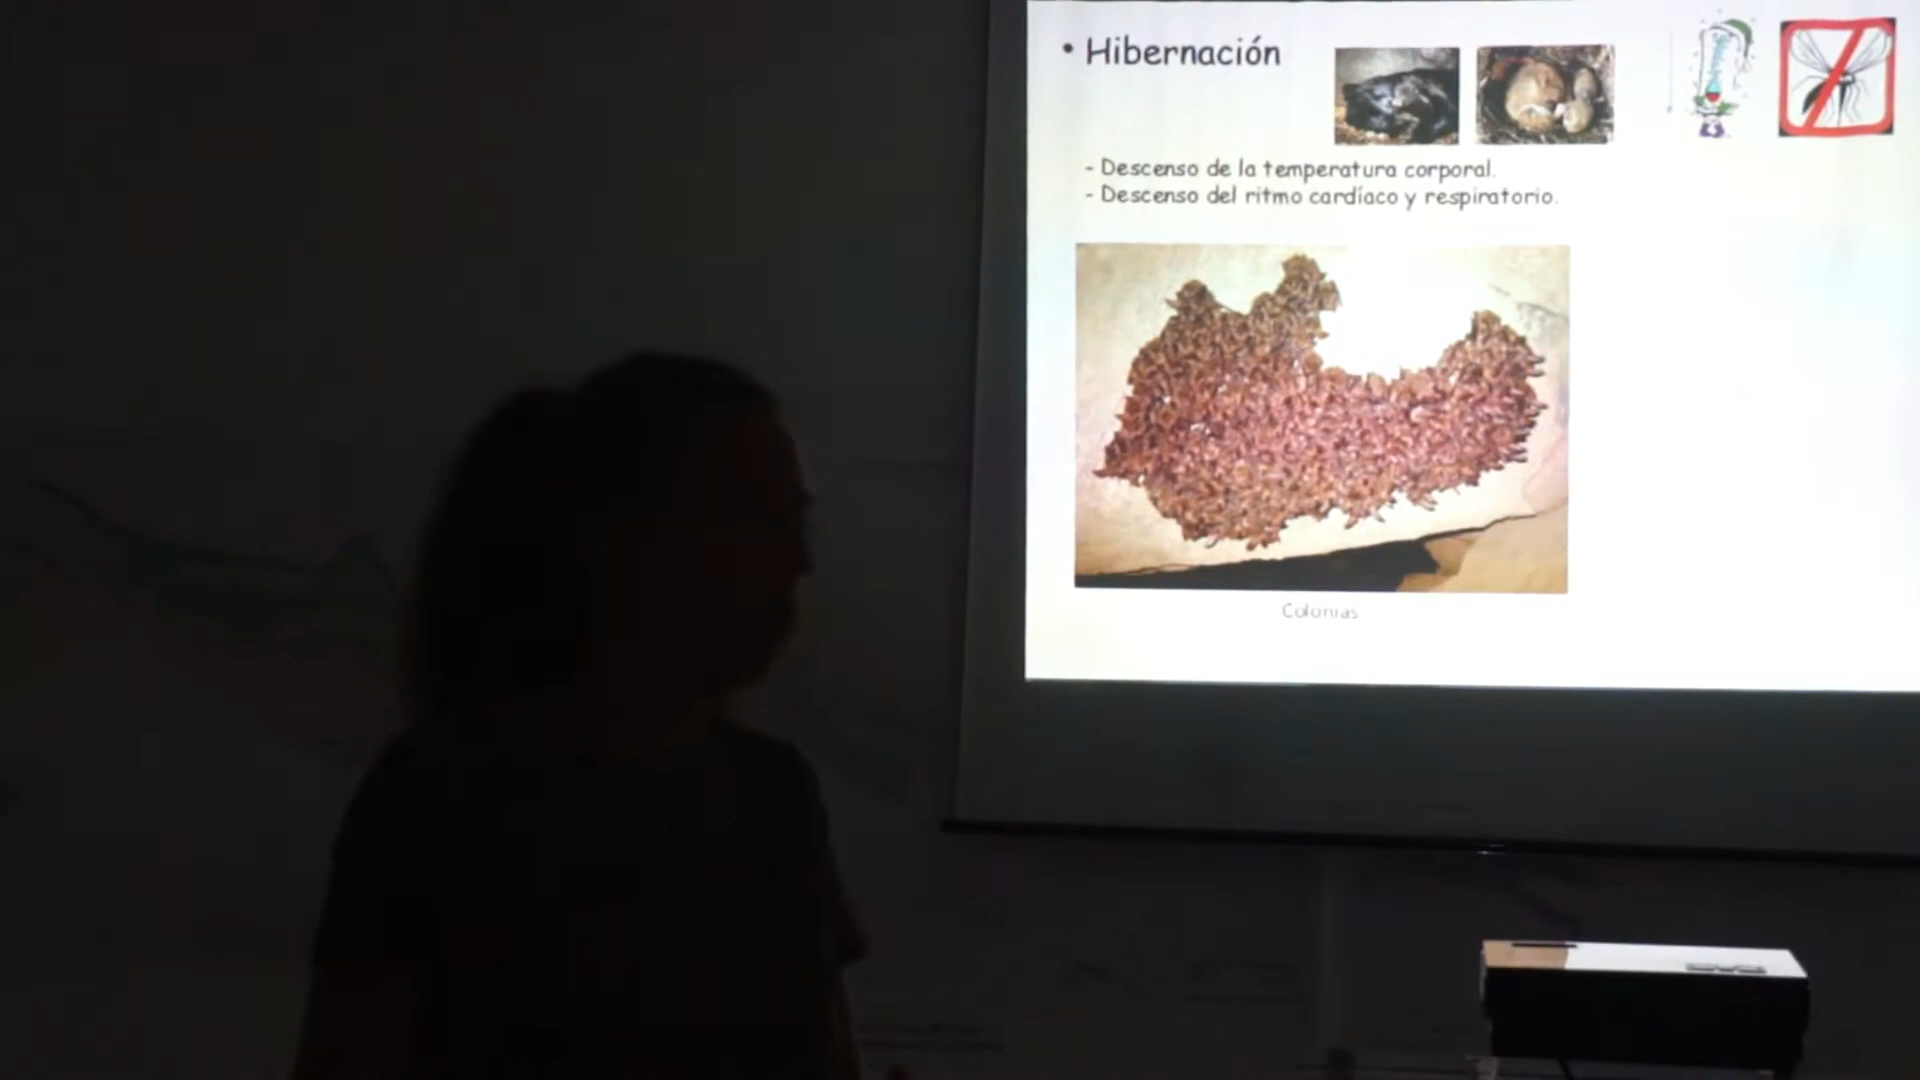 • Hibernación
- Descenso de la temperatura corporal.
- Descenso del ritmo cardíaco y respiratorio.
Colonias